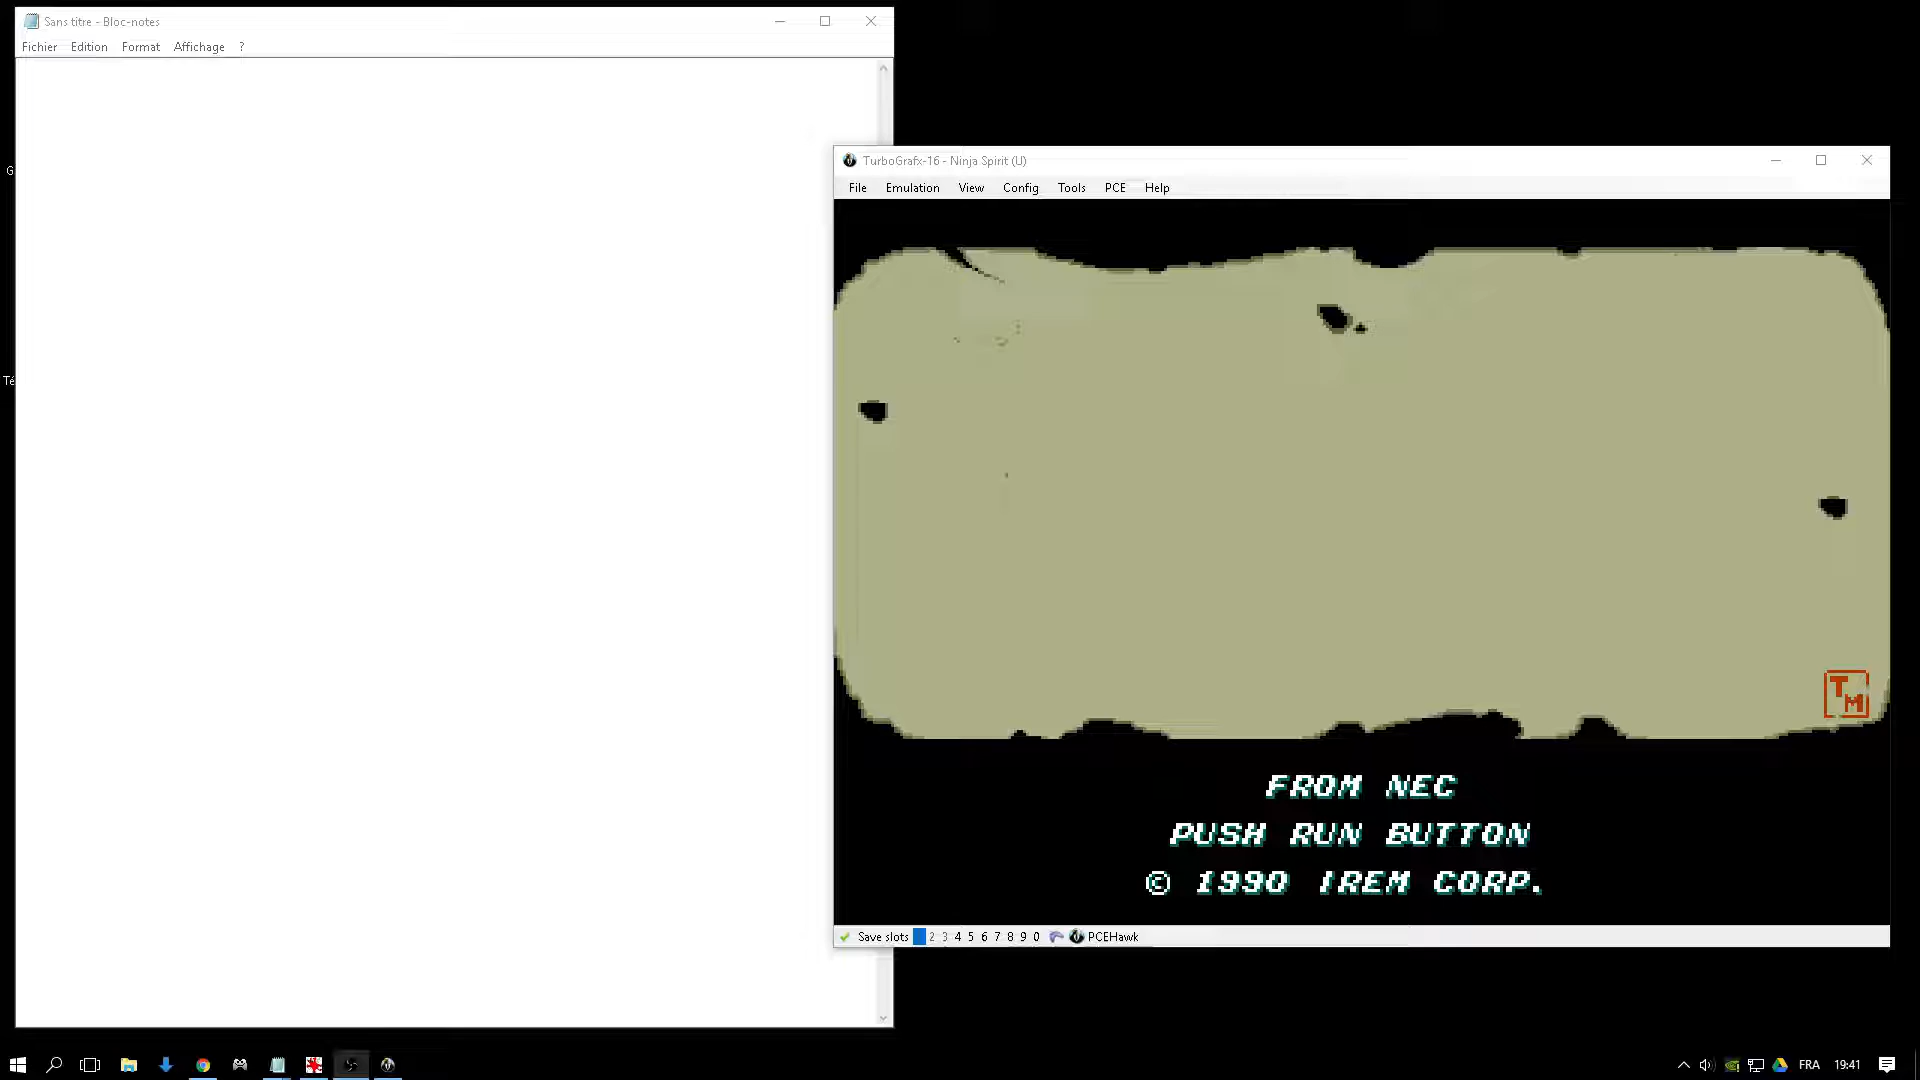 Sans titre - Bloc-notes
Fichier Edition Format Affichage ?
G
Té
TurboGrafx-16 - Ninja Spirit (U)
File Emulation View Config Tools PCE Help
TM
FROM NEC
PUSH RUN BUTTON
© 1990 IREM CORP.
Save slots 2 3 4 5 6 7 8 9 0 PCEHawk
FRA 19:41